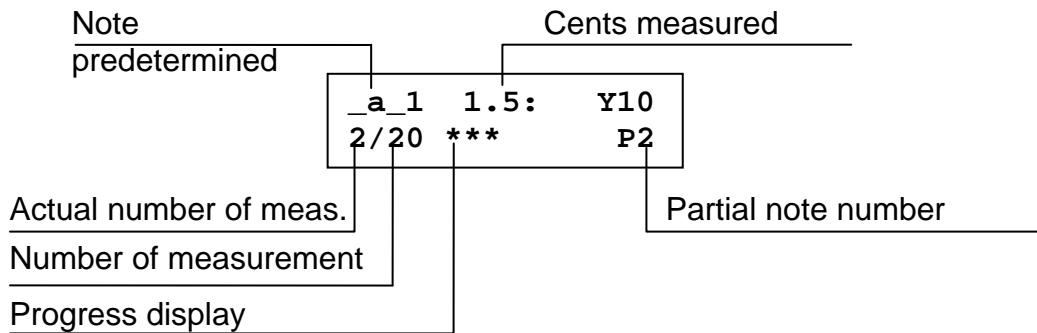 Note
predetermined
Cents measured
_a_1 1.5: Y10
2/20 *** P2
Actual number of meas.
Partial note number
Number of measurement
Progress display